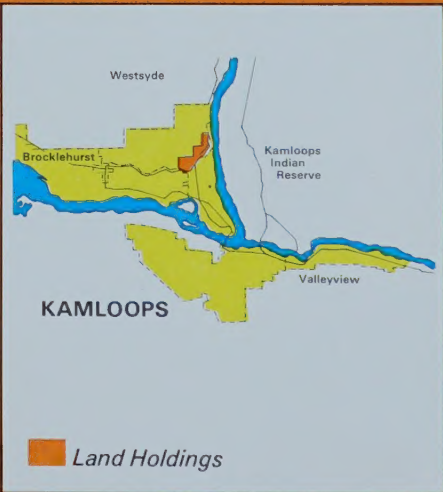 Westsyde
Brocklehurst
Kamloops
Indian
Reserve
Valleyview
KAMLOOPS
Land Holdings